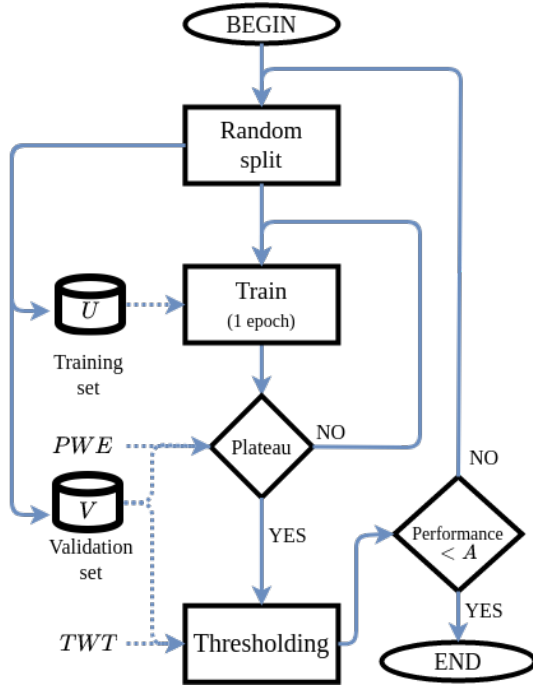 BEGIN
Random
split
Train
(1 epoch)
U
Training
set
PWE
Plateau
NO
V
Validation
set
YES
NO
Performance
< A
YES
TWT
Thresholding
END